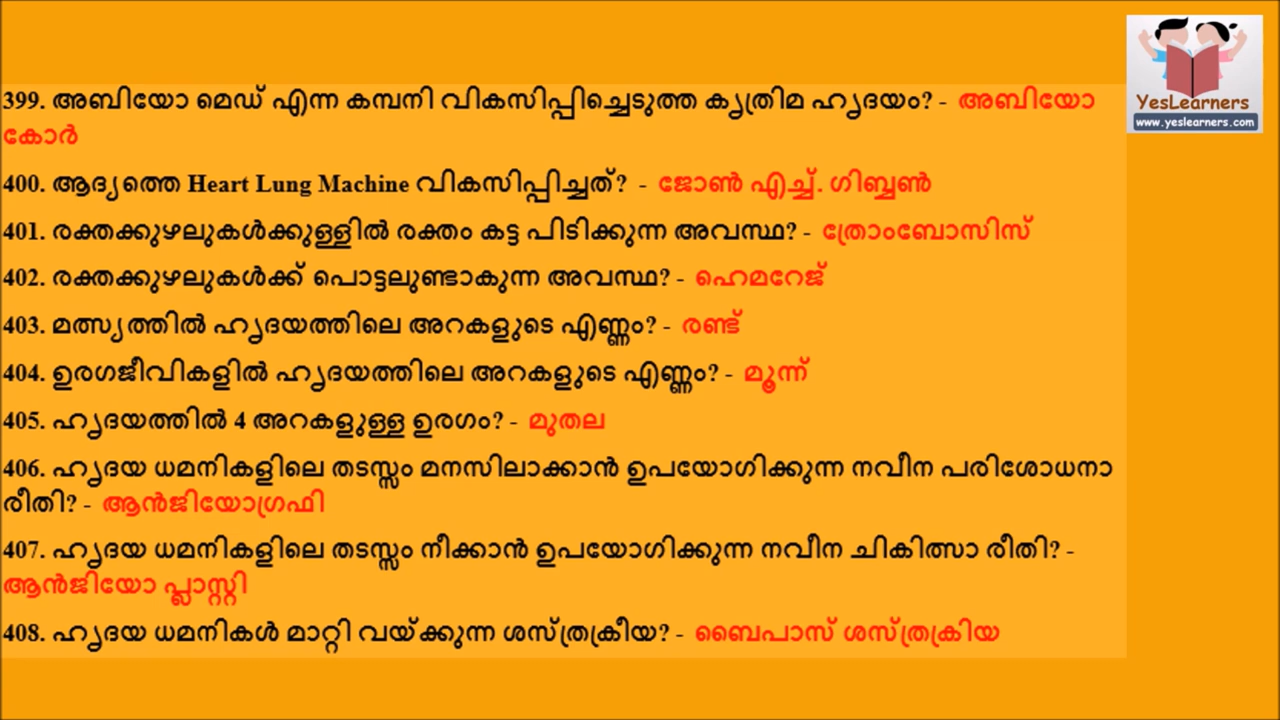 YesLearners
www.yeslearners.com
399. അബിയോ മെഡ് എന്ന കമ്പനി വികസിപ്പിച്ചെടുത്ത കൃത്രിമ ഹൃദയം? - അബിയോ
കോർ
400. ആദ്യത്തെ Heart Lung Machine വികസിപ്പിച്ചത്? - ജോൺ എച്ച്. ഗിബ്ബൺ
401. രക്തക്കുഴലുകൾക്കുള്ളിൽ രക്തം കട്ട പിടിക്കുന്ന അവസ്ഥ? - ത്രോംബോസിസ്
402. രക്തക്കുഴലുകൾക്ക് പൊട്ടലുണ്ടാകുന്ന അവസ്ഥ? - ഹെമറേജ്
403. മത്സ്യത്തിൽ ഹൃദയത്തിലെ അറകളുടെ എണ്ണം? - രണ്ട്
404. ഉരഗജീവികളിൽ ഹൃദയത്തിലെ അറകളുടെ എണ്ണം? - മൂന്ന്
405. ഹൃദയത്തിൽ 4 അറകളുള്ള ഉരഗം? - മുതല
406. ഹൃദയ ധമനികളിലെ തടസ്സം മനസിലാക്കാൻ ഉപയോഗിക്കുന്ന നവീന പരിശോധനാ
രീതി? - ആൻജിയോഗ്രഫി
407. ഹൃദയ ധമനികളിലെ തടസ്സം നീക്കാൻ ഉപയോഗിക്കുന്ന നവീന ചികിത്സാ രീതി? -
ആൻജിയോ പ്ലാസ്റ്റി
408. ഹൃദയ ധമനികൾ മാറ്റി വയ്ക്കുന്ന ശസ്ത്രക്രീയ? - ബൈപാസ് ശസ്ത്രക്രിയ